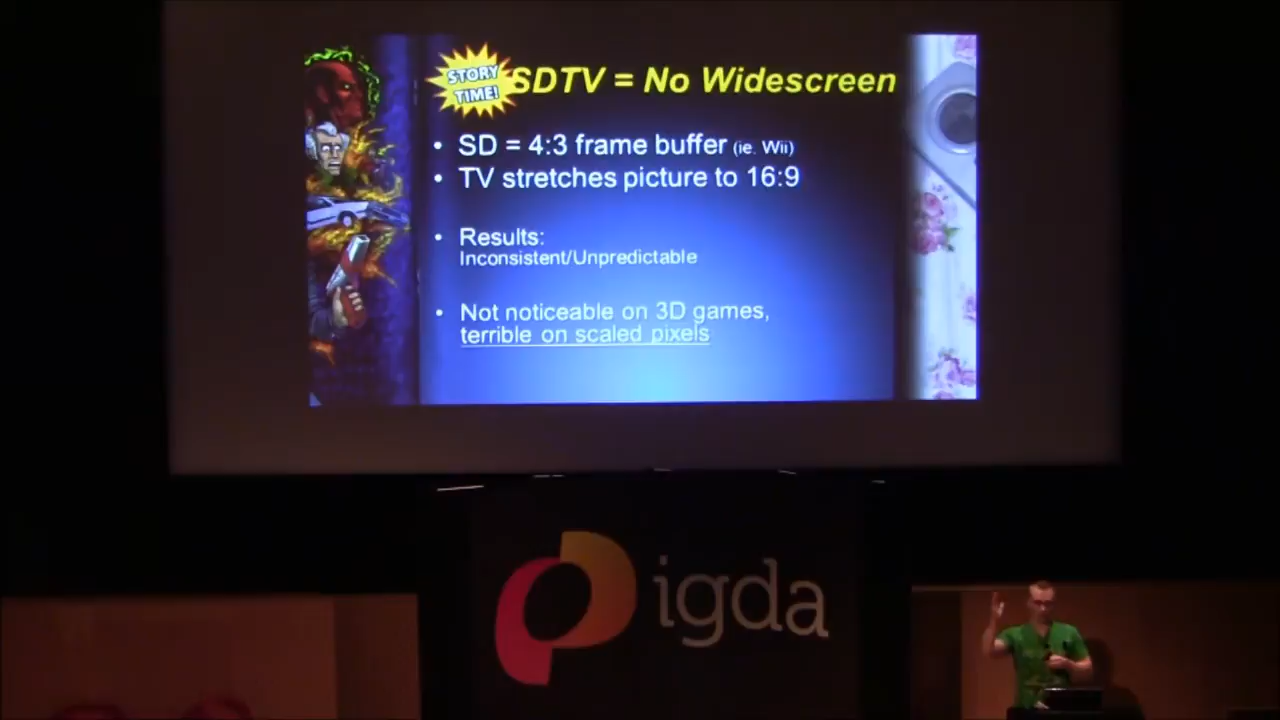 STORY
TIME!
SDTV = No Widescreen
• SD = 4:3 frame buffer (ie. Wii)
• TV stretches picture to 16:9
• Results:
Inconsistent/Unpredictable
• Not noticeable on 3D games,
terrible on scaled pixels
igda